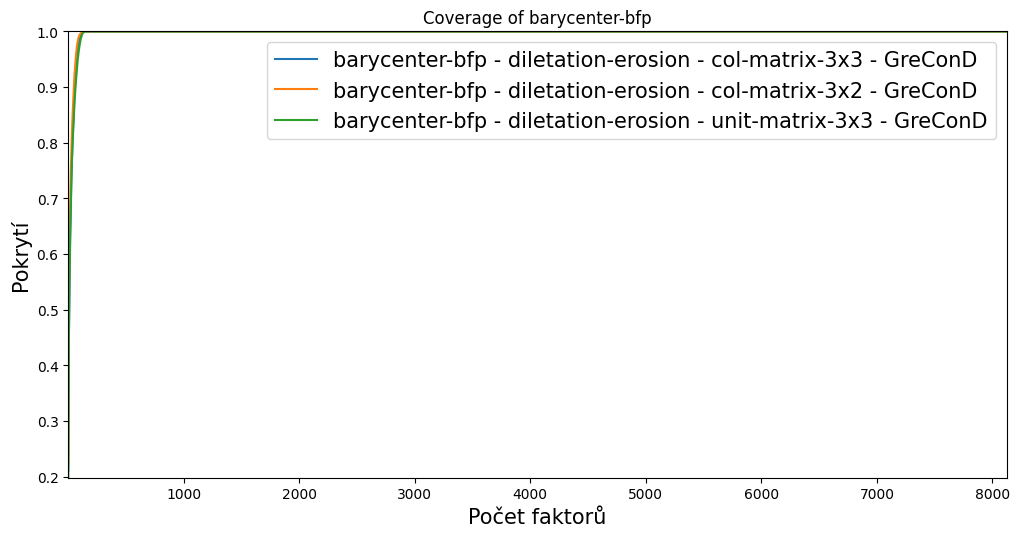 Coverage of barycenter-bfp
barycenter-bfp - diletation-erosion - col-matrix-3x3 - GreConD
barycenter-bfp - diletation-erosion - col-matrix-3x2 - GreConD
barycenter-bfp - diletation-erosion - unit-matrix-3x3 - GreConD
Pokrytí
1.0
0.9
0.8
0.7
0.6
0.5
0.4
0.3
0.2
1000 2000 3000 4000 5000 6000 7000 8000
Počet faktorů